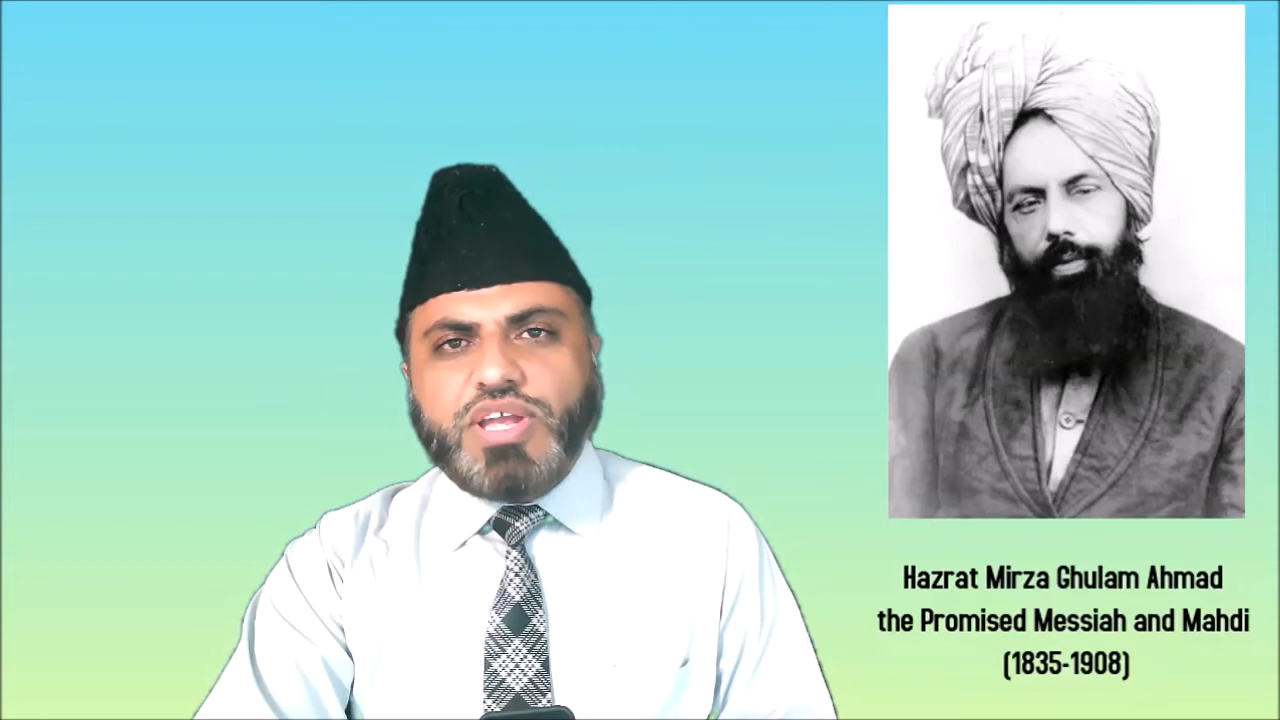 Hazrat Mirza Ghulam Ahmad
the Promised Messiah and Mahdi
(1835-1908)